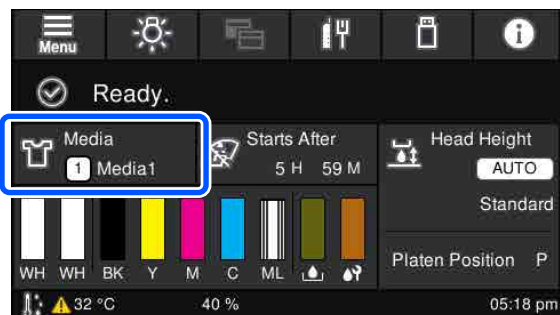 Menu
Ready.
Media
1 Media1
Starts After
5 H 59 M
Head Height
AUTO
Standard
Platen Position P
WH WH BK Y M C ML
32 °C 40 % 05:18 pm